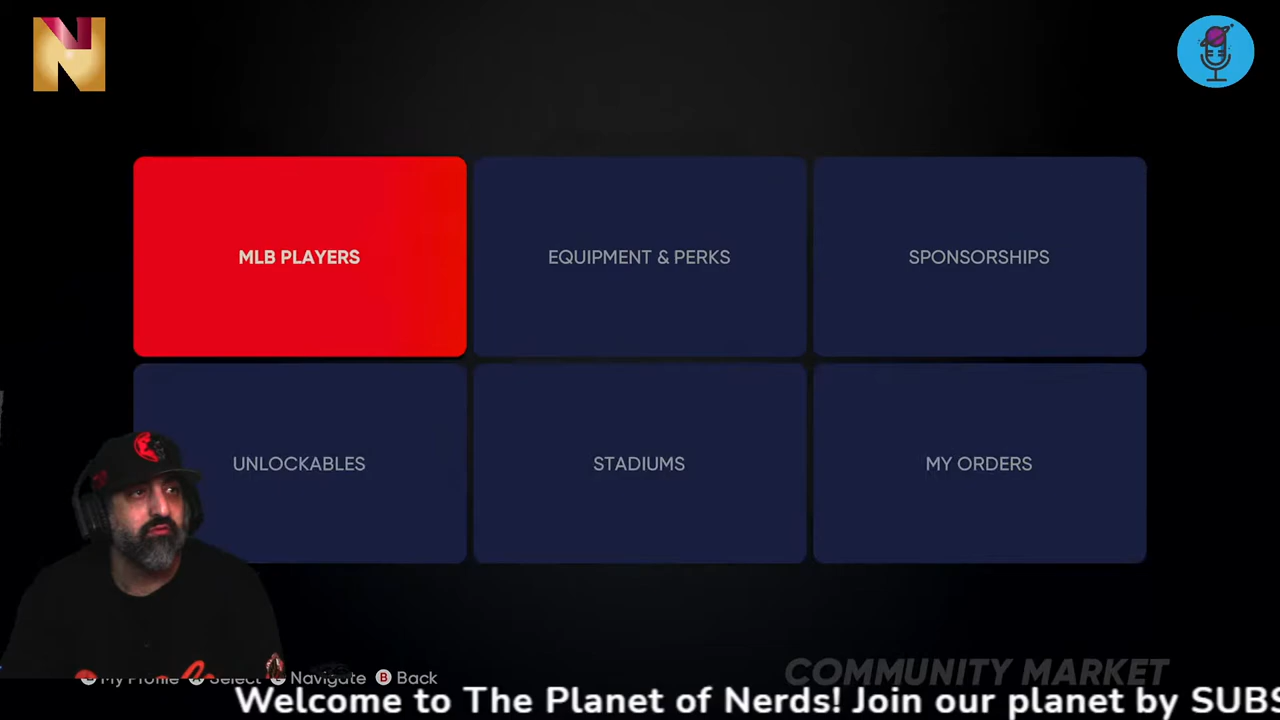 N
MLB PLAYERS
EQUIPMENT & PERKS
SPONSORSHIPS
UNLOCKABLES
STADIUMS
MY ORDERS
My Profile Select Navigate B Back
COMMUNITY MARKET
Welcome to The Planet of Nerds! Join our planet by SUBS